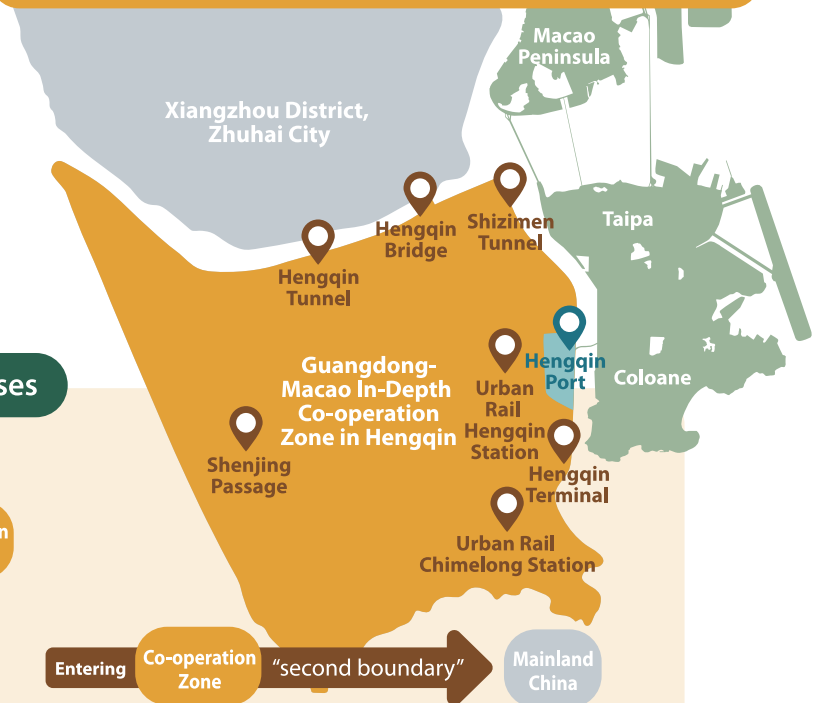 Macao
Peninsula
Xiangzhou District,
Zhuhai City
Hengqin
Bridge
Shizimen
Tunnel
Taipa
Hengqin
Tunnel
Hengqin
Port
Guangdong-
Macao In-Depth
Co-operation
Zone in Hengqin
Urban
Rail
Hengqin
Station
Coloane
Shenjing
Passage
Hengqin
Terminal
Urban Rail
Chimelong Station
Entering
Co-operation
Zone
"second boundary"
Mainland
China